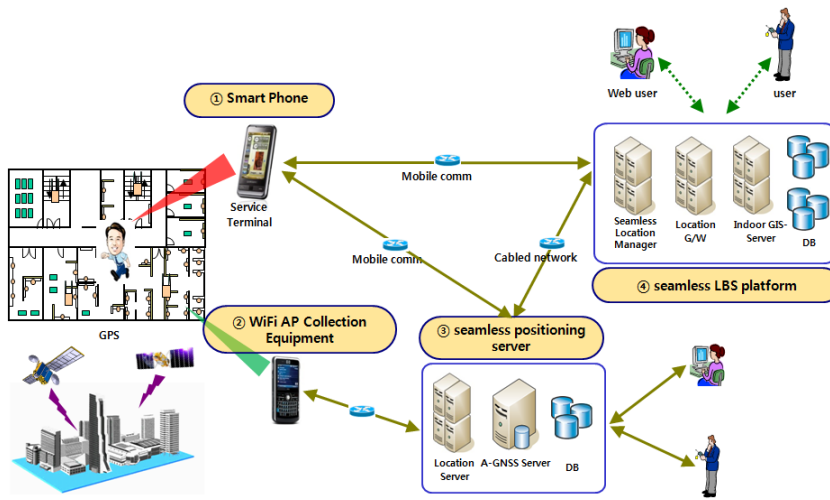 Web user
user
① Smart Phone
Service
Terminal
Mobile comm
Seamless
Location
Manager
Location
G/W
Indoor GIS-
Server
DB
Mobile comm
Cabled network
④ seamless LBS platform
GPS
② WiFi AP Collection
Equipment
③ seamless positioning
server
Location
Server
A-GNSS Server
DB